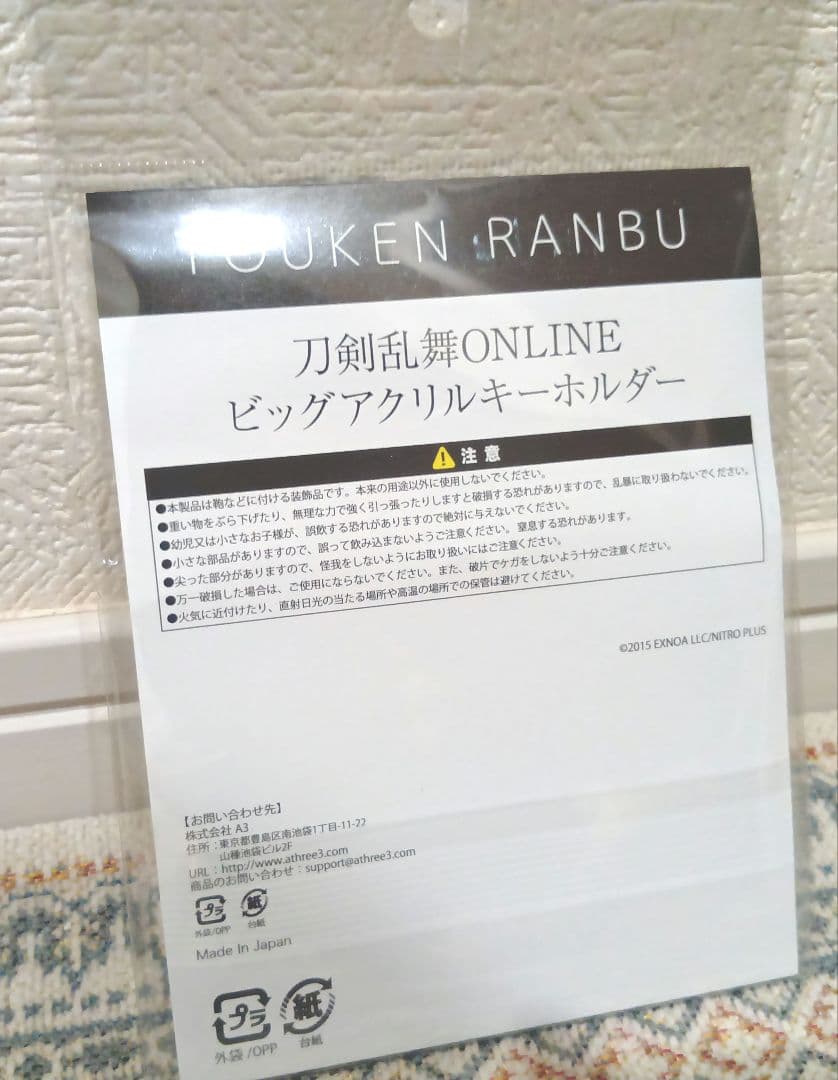 TOUKEN RANBU
刀剣乱舞ONLINE
ビッグアクリルキーホルダー
注意
●本製品は鞄などに付ける装飾品です。本来の用途以外に使用しないでください。
●重い物をぶら下げたり、無理な力で強く引っ張ったりしますと破損する恐れがありますので、乱暴に取り扱わないでください。
●幼児又は小さなお子様が、誤飲する恐れがありますので絶対に与えないでください。
●小さな部品がありますので、誤って飲み込まないようご注意ください。窒息する恐れがあります。
●尖った部分がありますので、怪我をしないようにお取り扱いにはご注意ください。
●万一破損した場合は、ご使用にならないでください。また、破片でケガをしないよう十分ご注意ください。
●火気に近付けたり、直射日光の当たる場所や高温の場所での保管は避けてください。
©2015 EXNOA LLC/NITRO PLUS
【お問い合わせ先】
株式会社 A3
住所：東京都豊島区南池袋1丁目-11-22
山種池袋ビル2F
URL：http://www.athree3.com
商品のお問い合わせ：support@athree3.com
プラ 紙
外袋/OPP 台紙
Made In Japan
プラ 紙
外袋/OPP 台紙